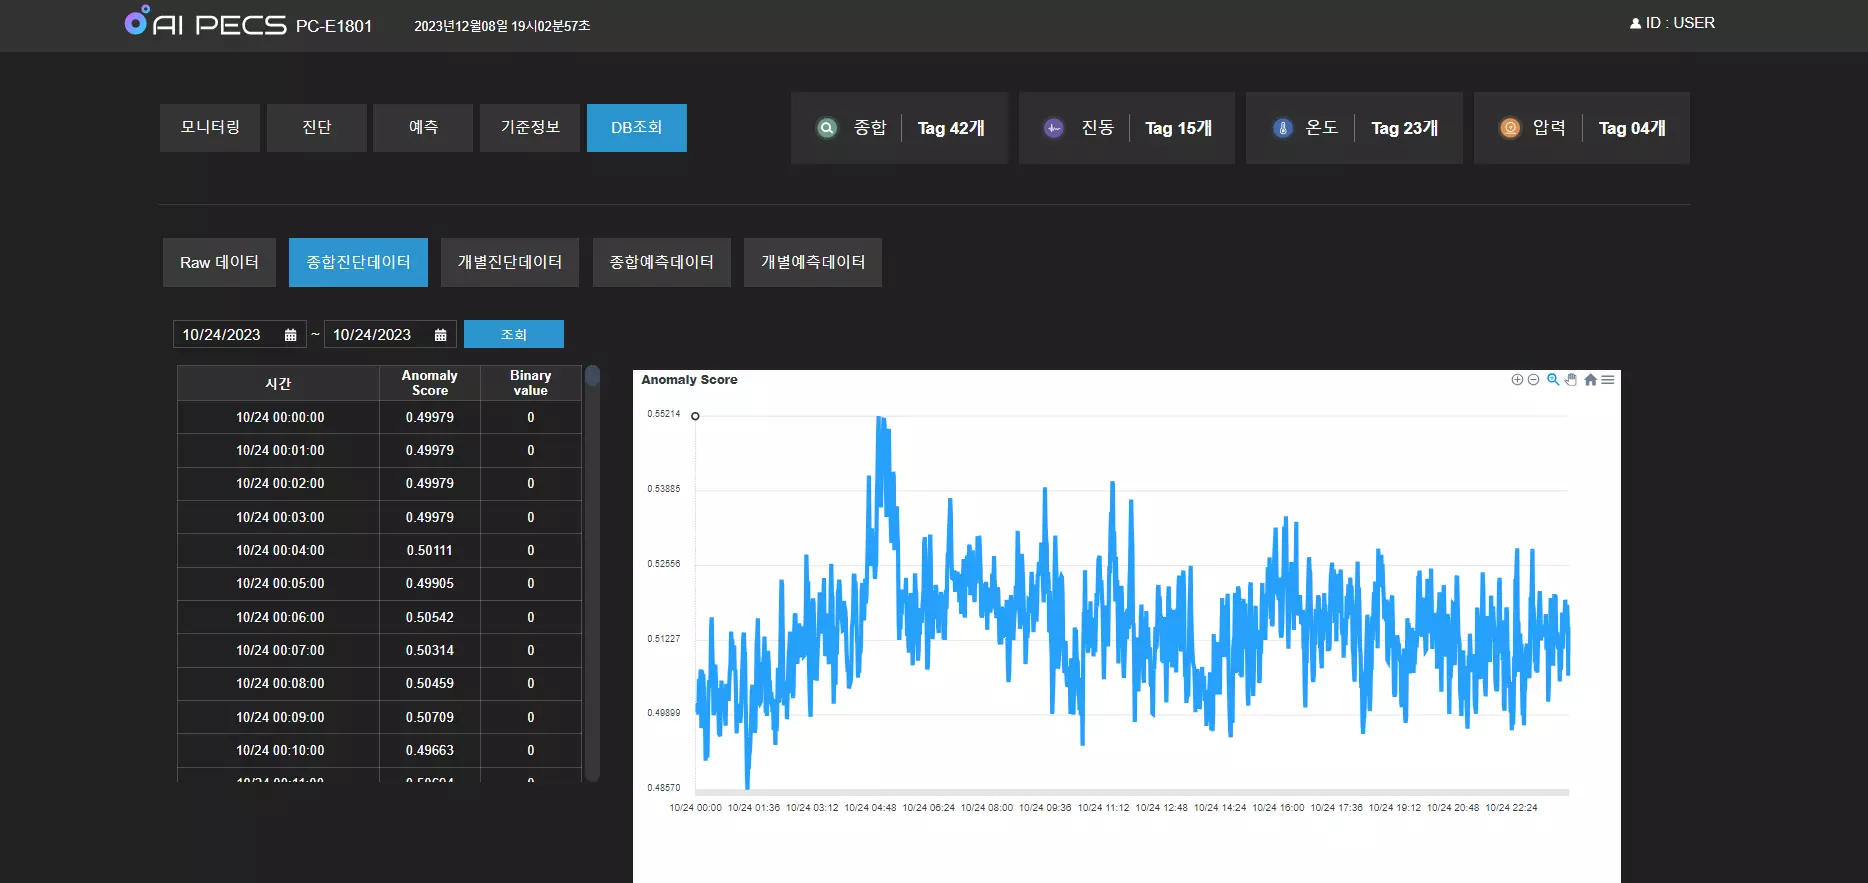 AI PECS PC-E1801 2023년12월08일 19시02분57초 ID : USER
모니터링 진단 예측 기준정보 DB조회 종합 Tag 42개 진동 Tag 15개 온도 Tag 23개 압력 Tag 04개
Raw 데이터 종합진단데이터 개별진단데이터 종합예측데이터 개별예측데이터
10/24/2023 ~ 10/24/2023 조회
시간 Anomaly Score Binary value
10/24 00:00:00 0.49979 0
10/24 00:01:00 0.49979 0
10/24 00:02:00 0.49979 0
10/24 00:03:00 0.49979 0
10/24 00:04:00 0.50111 0
10/24 00:05:00 0.49905 0
10/24 00:06:00 0.50542 0
10/24 00:07:00 0.50314 0
10/24 00:08:00 0.50459 0
10/24 00:09:00 0.50709 0
10/24 00:10:00 0.49663 0
10/24 00:11:00 0.50694 0
Anomaly Score
0.55214
0.53885
0.52556
0.51227
0.49899
0.48570
10/24 00:00 10/24 01:36 10/24 03:12 10/24 04:48 10/24 06:24 10/24 08:00 10/24 09:36 10/24 11:12 10/24 12:48 10/24 14:24 10/24 16:00 10/24 17:36 10/24 19:12 10/24 20:48 10/24 22:24